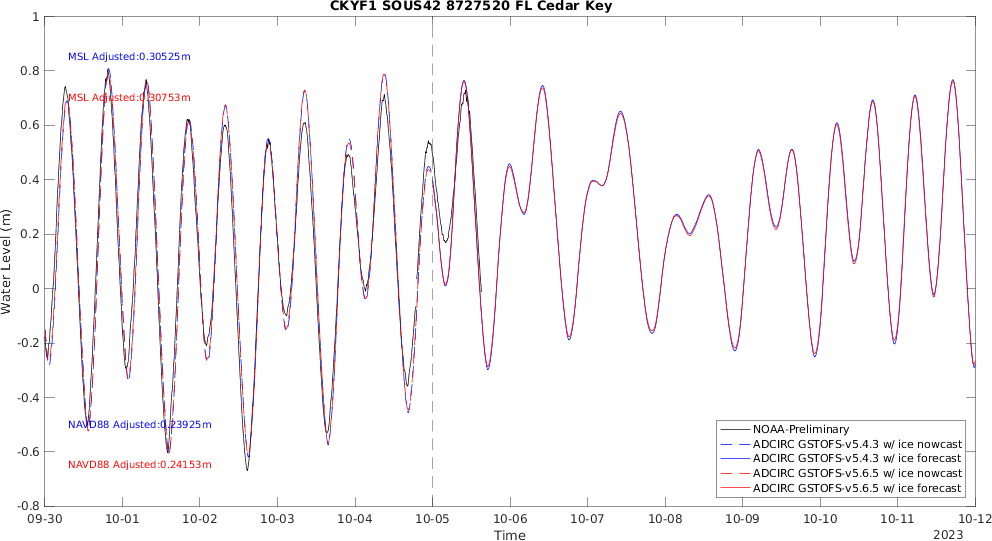 CKYF1 SOUS42 8727520 FL Cedar Key
1
0.8
0.6
0.4
0.2
0
-0.2
-0.4
-0.6
-0.8
Water Level (m)
MSL Adjusted:0.30525m
MSL Adjusted:0.30753m
NAVD88 Adjusted:0.23925m
NAVD88 Adjusted:0.24153m
NOAA-Preliminary
ADCIRC GSTOFS-v5.4.3 w/ ice nowcast
ADCIRC GSTOFS-v5.4.3 w/ ice forecast
ADCIRC GSTOFS-v5.6.5 w/ ice nowcast
ADCIRC GSTOFS-v5.6.5 w/ ice forecast
09-30 10-01 10-02 10-03 10-04 10-05 10-06 10-07 10-08 10-09 10-10 10-11 10-12
Time
2023